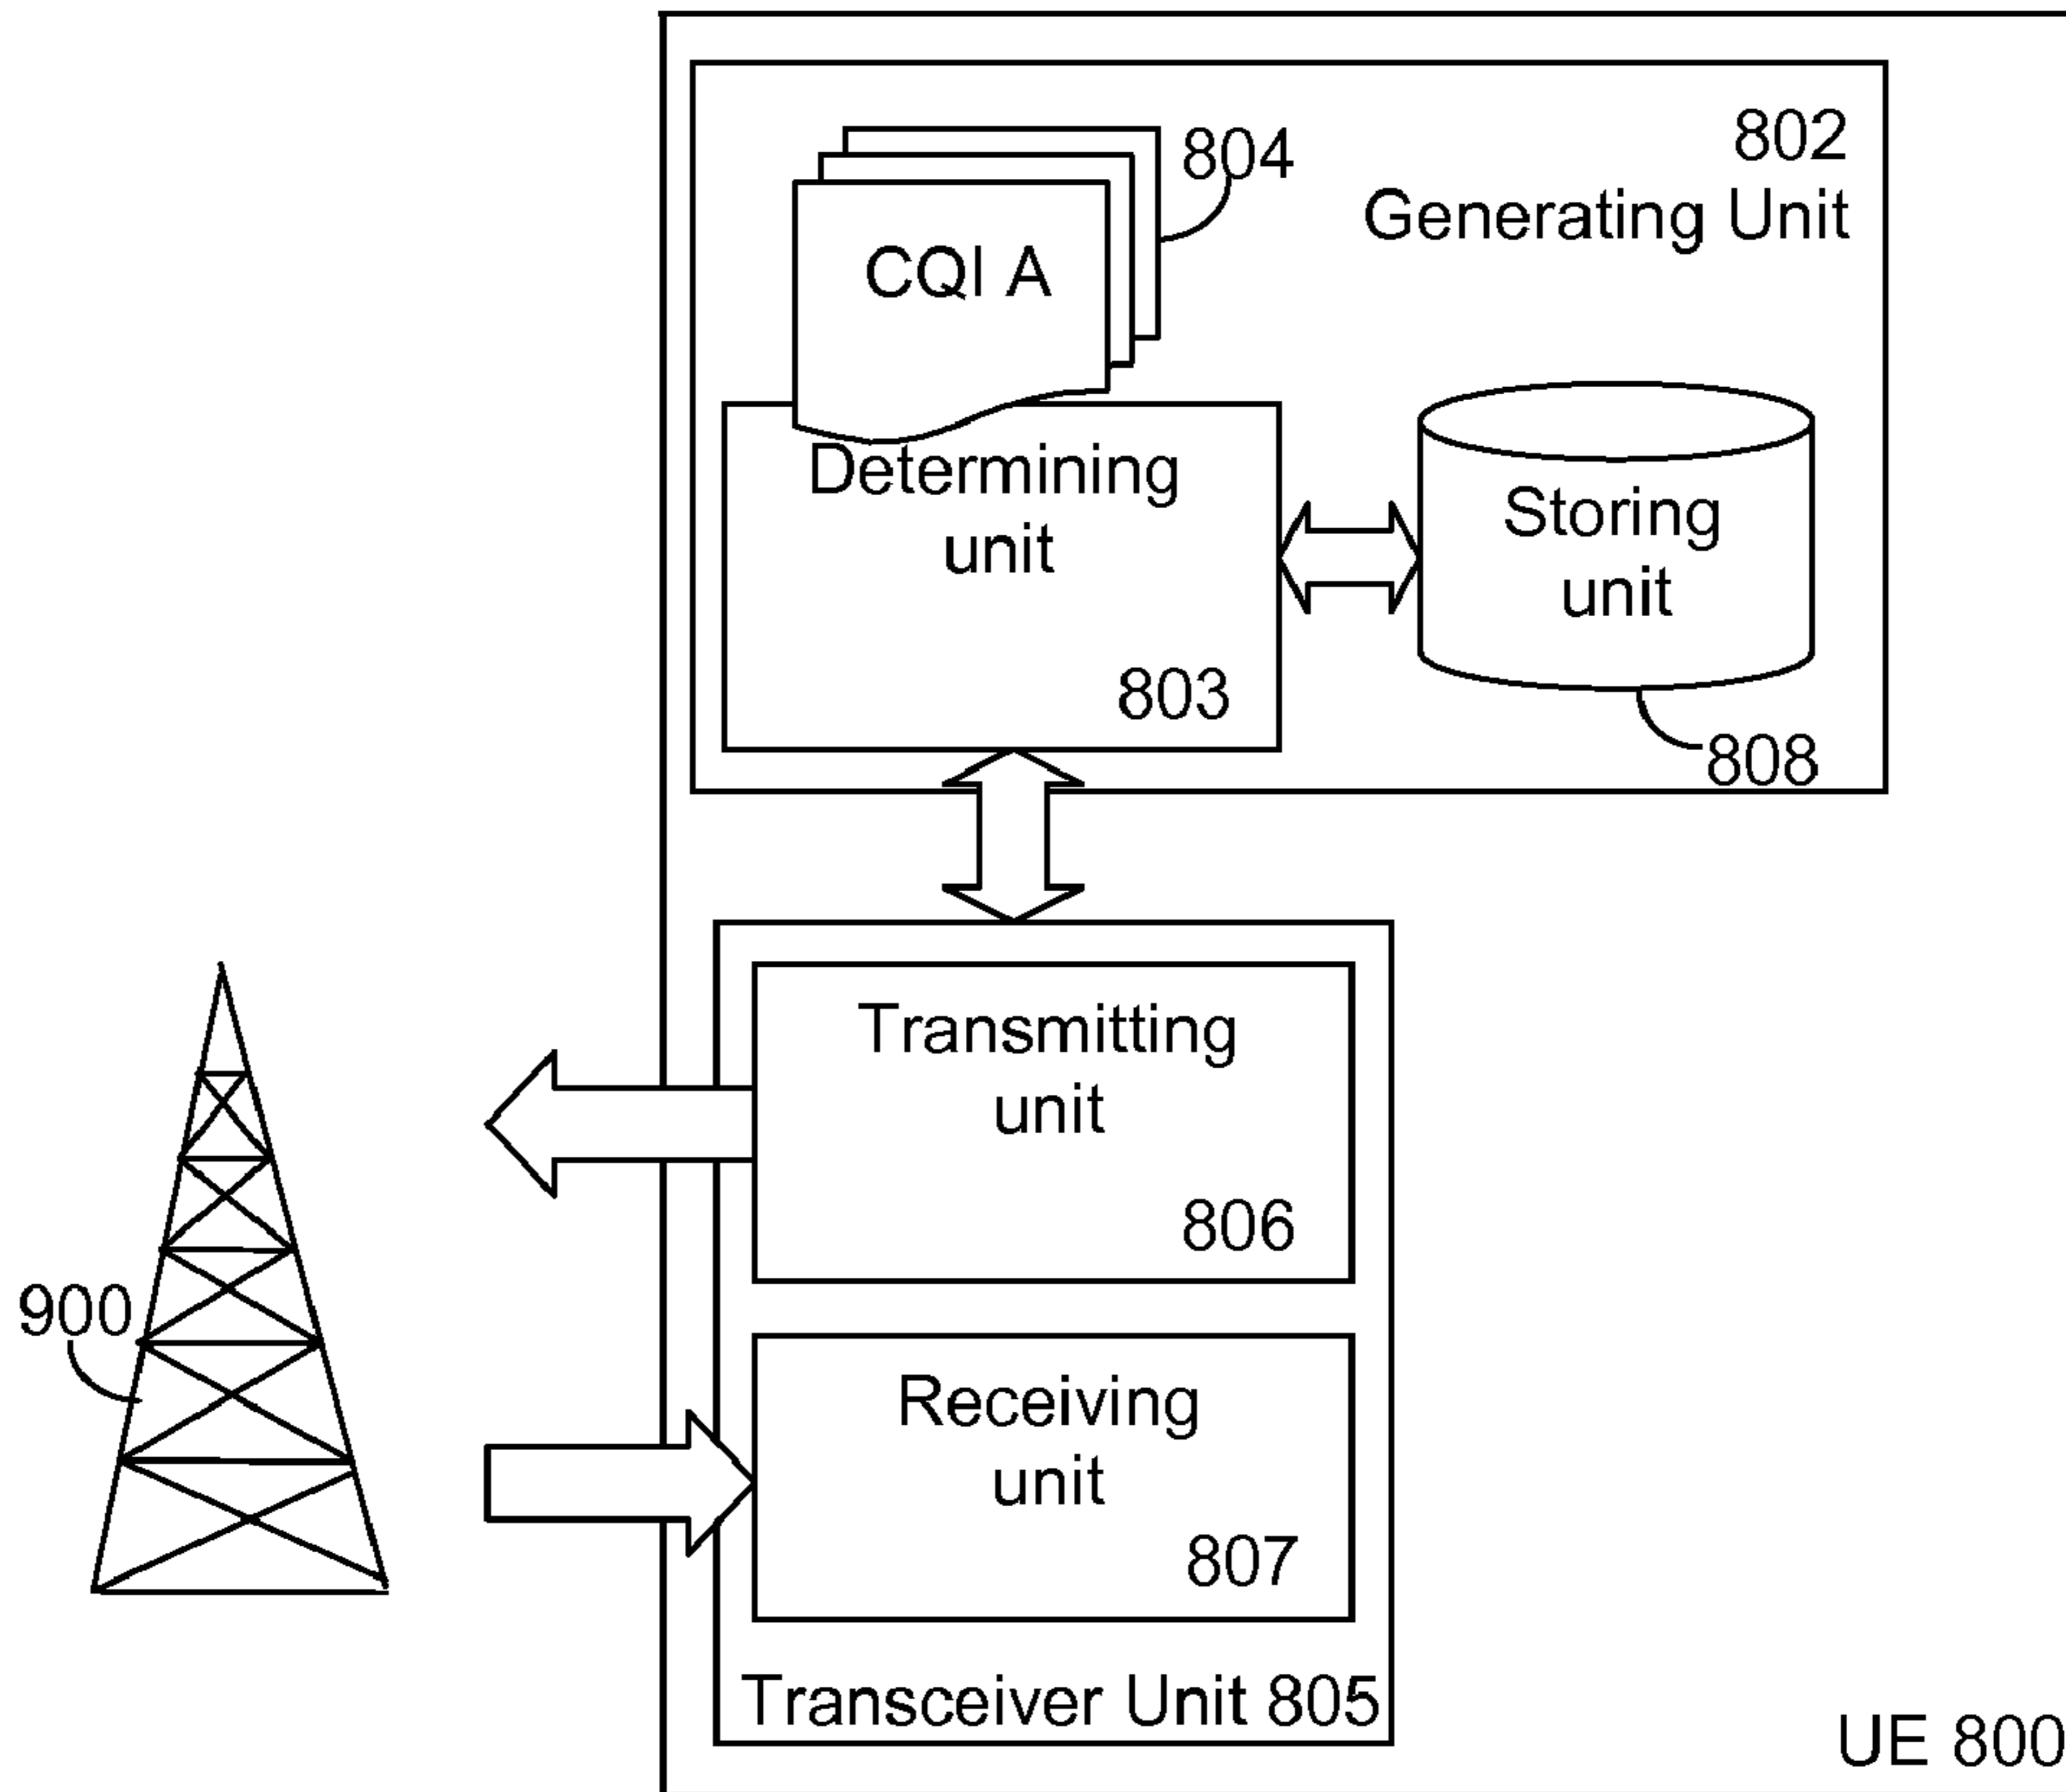 802
Generating Unit
804
CQI A
Determining
unit
803
Storing
unit
808
Transmitting
unit
806
900
Receiving
unit
807
Transceiver Unit 805
UE 800